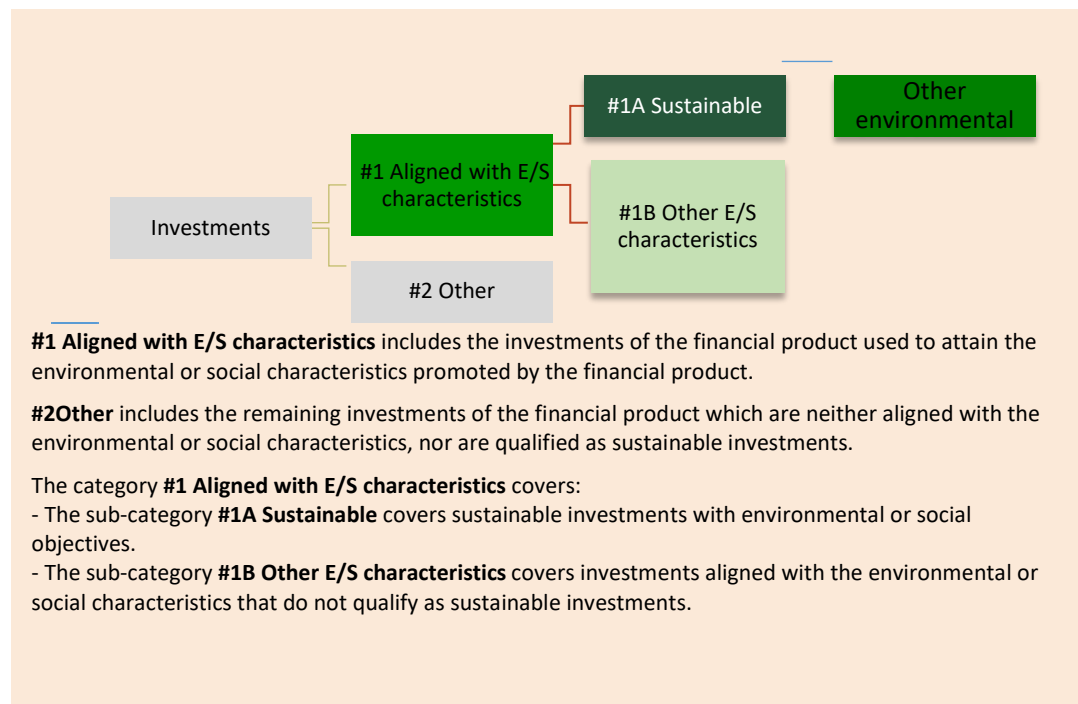 #1A Sustainable
Other
environmental
#1 Aligned with E/S
characteristics
#1B Other E/S
characteristics
Investments
#2 Other
#1 Aligned with E/S characteristics includes the investments of the financial product used to attain the
environmental or social characteristics promoted by the financial product.
#2Other includes the remaining investments of the financial product which are neither aligned with the
environmental or social characteristics, nor are qualified as sustainable investments.
The category #1 Aligned with E/S characteristics covers:
- The sub-category #1A Sustainable covers sustainable investments with environmental or social
objectives.
- The sub-category #1B Other E/S characteristics covers investments aligned with the environmental or
social characteristics that do not qualify as sustainable investments.